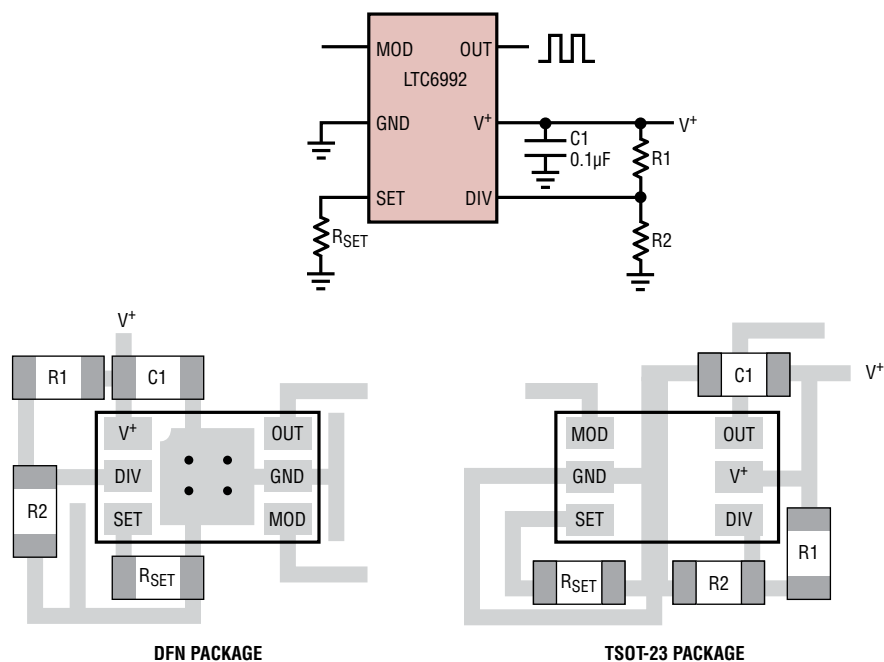 MOD OUT
LTC6992
GND V+ V+
C1
0.1µF R1
SET DIV
RSET R2
V+
R1 C1
V+ OUT
DIV GND
SET MOD
R2
RSET
DFN PACKAGE
C1 V+
MOD OUT
GND V+
SET DIV
R1
RSET R2
TSOT-23 PACKAGE